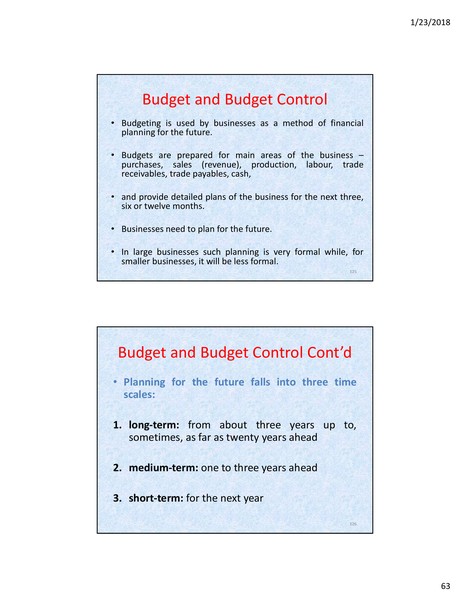 1/23/2018
Budget and Budget Control
• Budgeting is used by businesses as a method of financial
planning for the future.
• Budgets are prepared for main areas of the business –
purchases, sales (revenue), production, labour, trade
receivables, trade payables, cash,
• and provide detailed plans of the business for the next three,
six or twelve months.
• Businesses need to plan for the future.
• In large businesses such planning is very formal while, for
smaller businesses, it will be less formal.
Budget and Budget Control Cont'd
• Planning for the future falls into three time
scales:
1. long-term: from about three years up to,
sometimes, as far as twenty years ahead
2. medium-term: one to three years ahead
3. short-term: for the next year
63